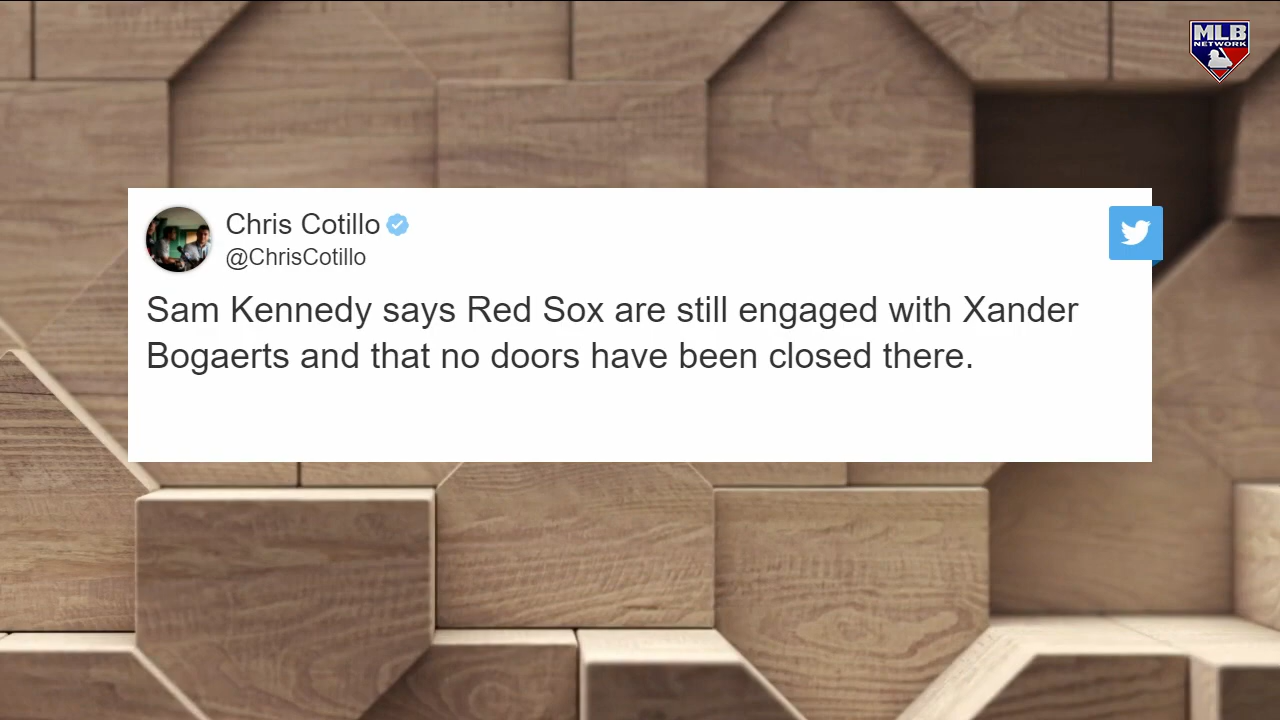 MLB
NETWORK
Chris Cotillo
@ChrisCotillo
Sam Kennedy says Red Sox are still engaged with Xander
Bogaerts and that no doors have been closed there.